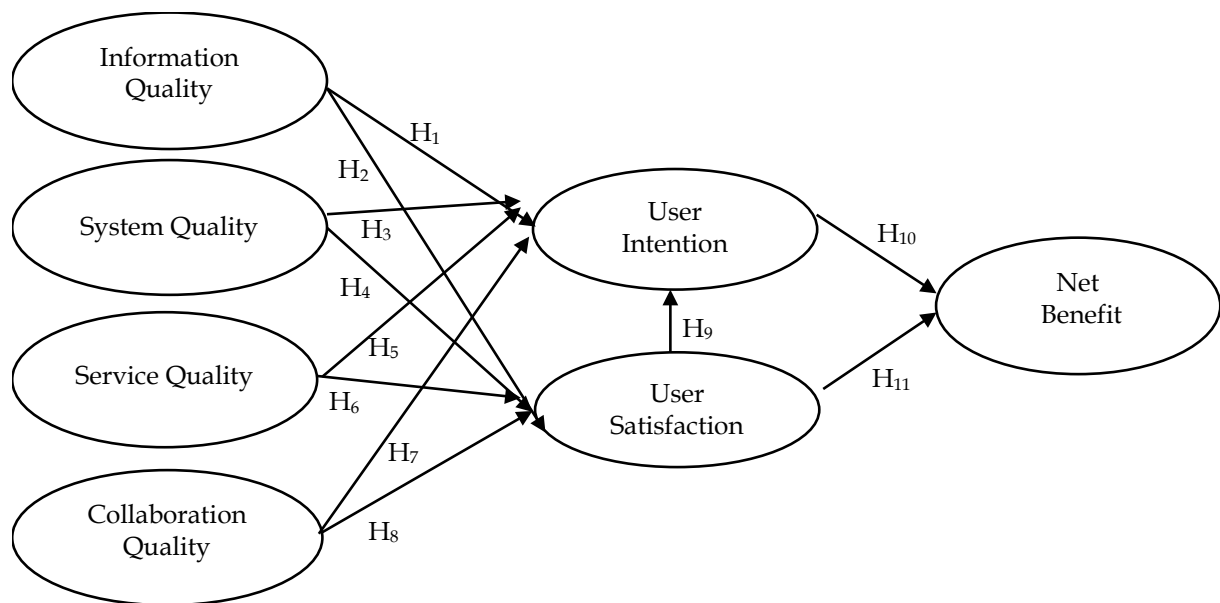 Information
Quality
H₁
H₂
System Quality
H₃
User
Intention
H₄
H₁₀
Net
Benefit
H₉
Service Quality
H₅
H₆
User
Satisfaction
H₁₁
H₇
Collaboration
Quality
H₈